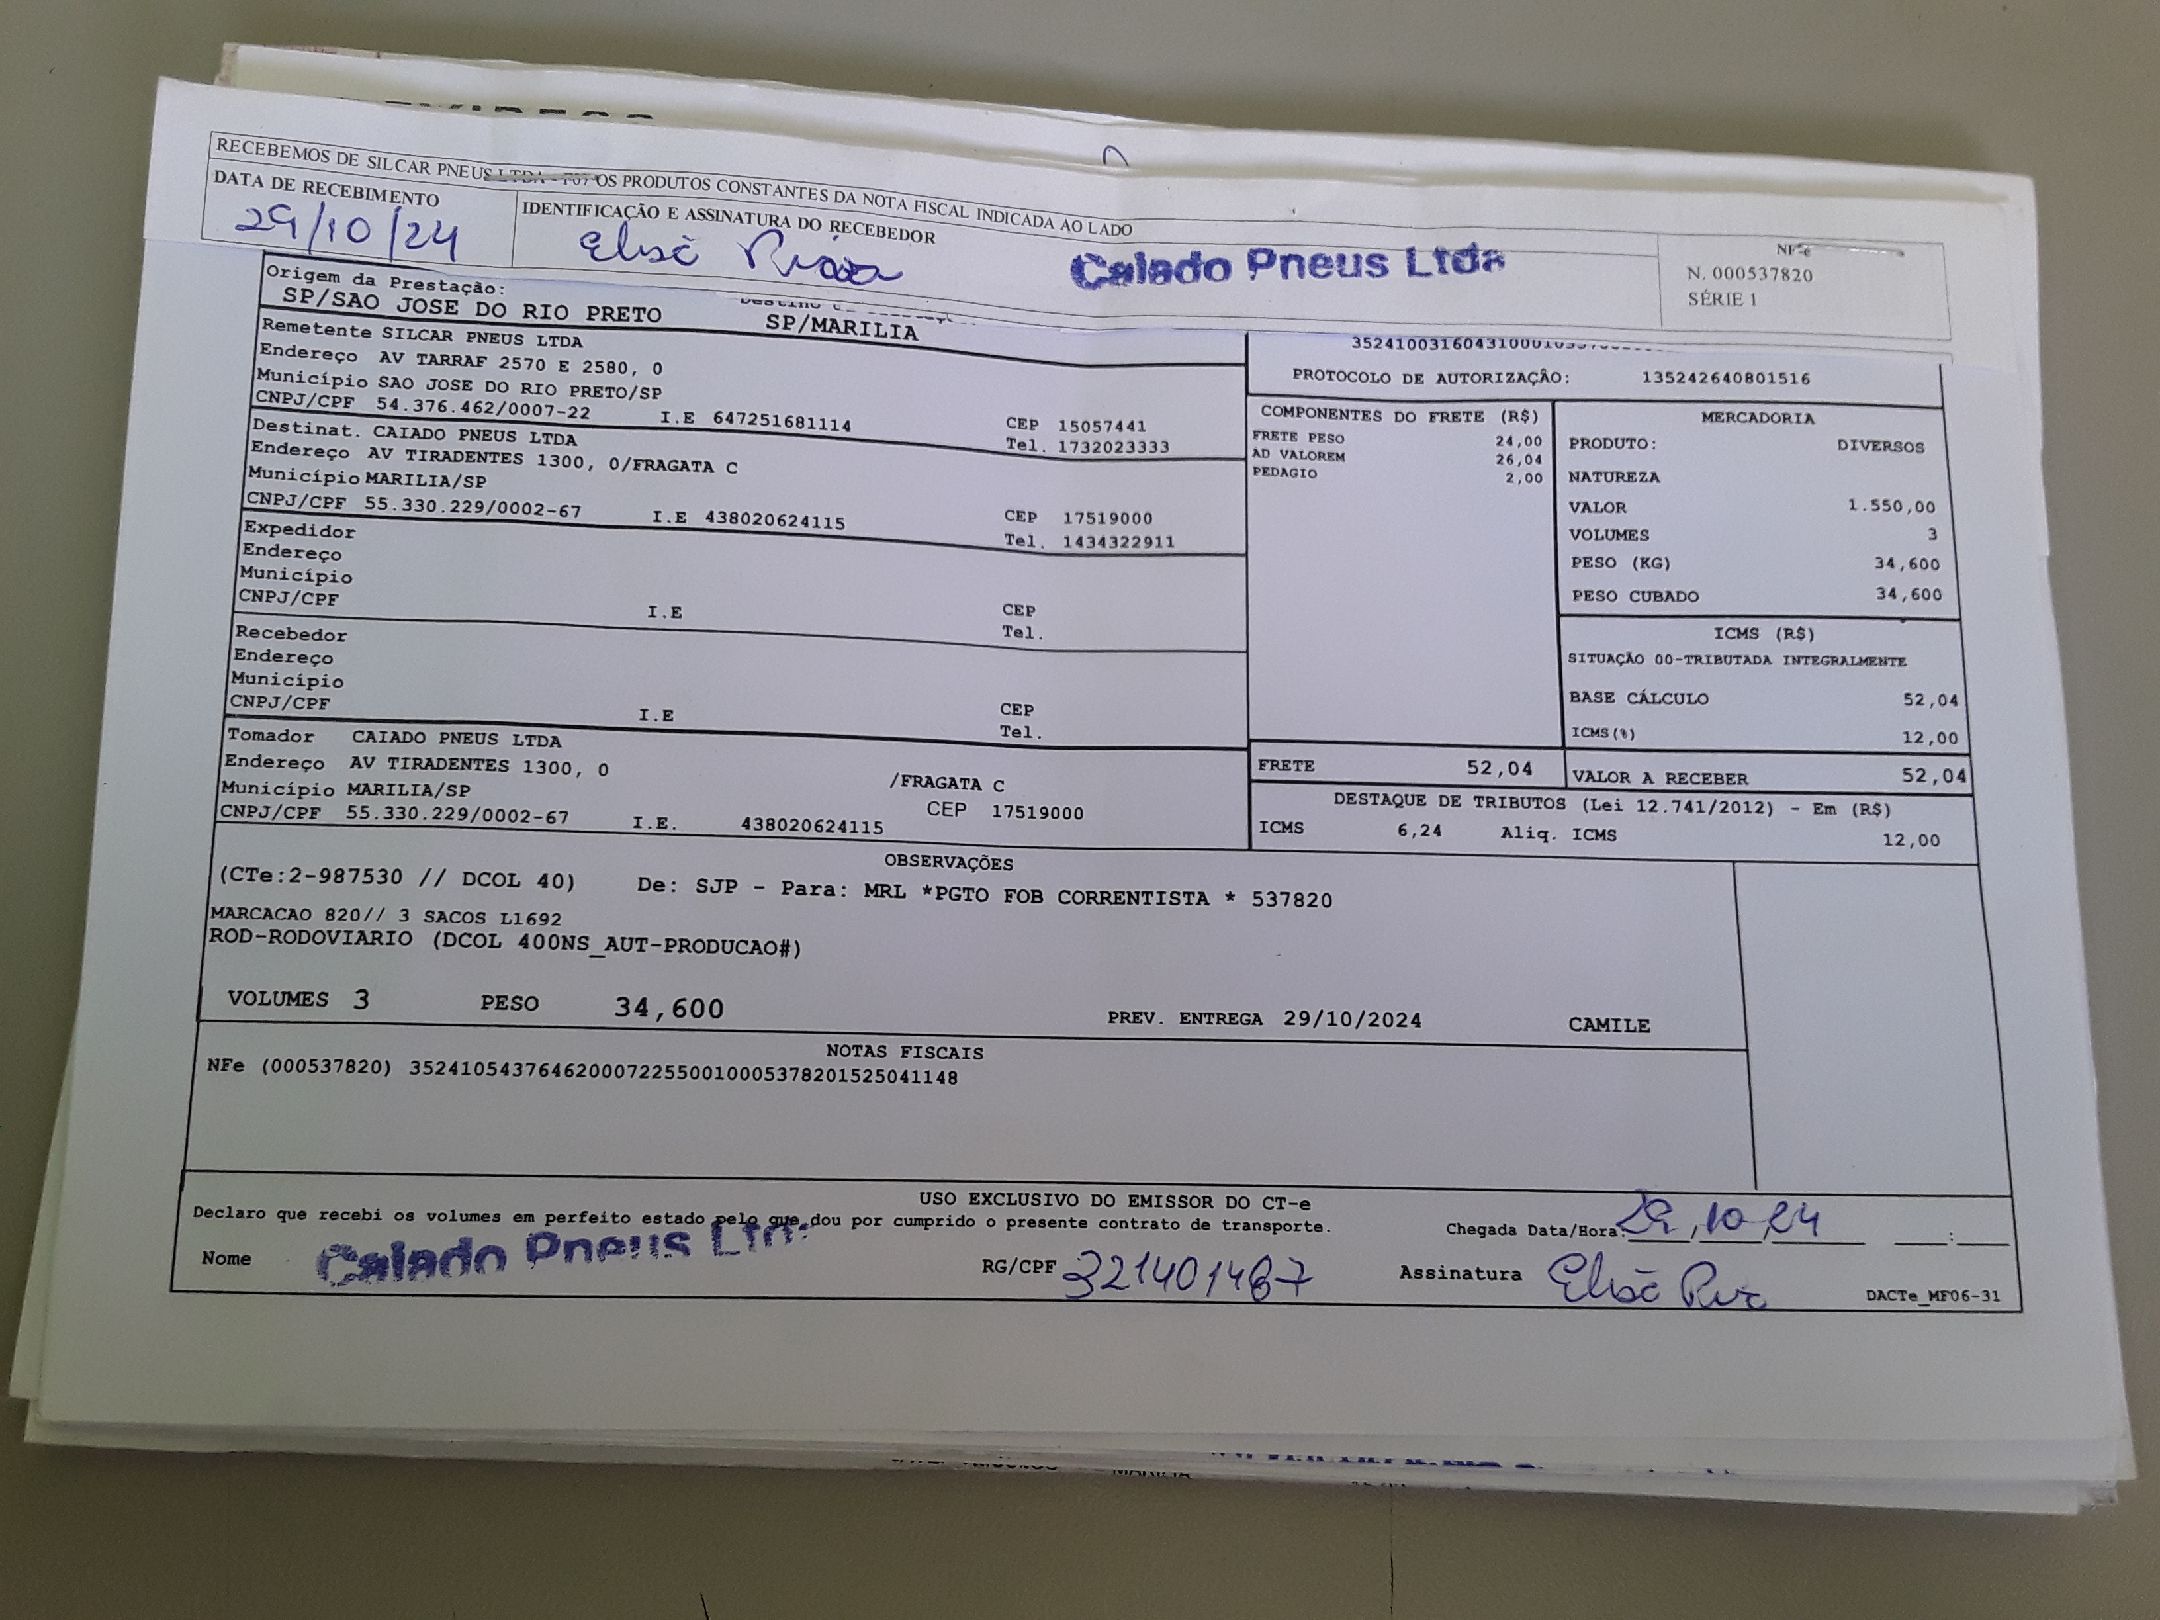 RECEBEMOS DE SILCAR PNEUS LTDA - F07 OS PRODUTOS CONSTANTES DA NOTA FISCAL INDICADA AO LADO
DATA DE RECEBIMENTO
29/10/24
IDENTIFICAÇÃO E ASSINATURA DO RECEBEDOR
Caiado Pneus Ltda
NF-e
N. 000537820
SÉRIE 1
Origem da Prestação:
SP/SAO JOSE DO RIO PRETO
SP/MARILIA
Remetente SILCAR PNEUS LTDA
Endereço AV TARRAF 2570 E 2580, 0
Município SAO JOSE DO RIO PRETO/SP
CNPJ/CPF 54.376.462/0007-22 I.E 647251681114 CEP 15057441
Tel. 1732023333
Destinat. CAIADO PNEUS LTDA
Endereço AV TIRADENTES 1300, 0/FRAGATA C
Município MARILIA/SP
CNPJ/CPF 55.330.229/0002-67 I.E 438020624115 CEP 17519000
Tel. 1434322911
Expedidor
Endereço
Município
CNPJ/CPF I.E CEP
Tel.
Recebedor
Endereço
Município
CNPJ/CPF I.E CEP
Tel.
Tomador CAIADO PNEUS LTDA
Endereço AV TIRADENTES 1300, 0 /FRAGATA C
Município MARILIA/SP CEP 17519000
CNPJ/CPF 55.330.229/0002-67 I.E. 438020624115
PROTOCOLO DE AUTORIZAÇÃO: 135242640801516
COMPONENTES DO FRETE (R$)
FRETE PESO 24,00
AD VALOREM 26,04
PEDAGIO 2,00
MERCADORIA
PRODUTO: DIVERSOS
NATUREZA
VALOR 1.550,00
VOLUMES 3
PESO (KG) 34,600
PESO CUBADO 34,600
ICMS (R$)
SITUAÇÃO 00-TRIBUTADA INTEGRALMENTE
BASE CÁLCULO 52,04
ICMS(%) 12,00
FRETE 52,04
VALOR A RECEBER 52,04
DESTAQUE DE TRIBUTOS (Lei 12.741/2012) - Em (R$)
ICMS 6,24 Aliq. ICMS 12,00
OBSERVAÇÕES
(CTe:2-987530 // DCOL 40) De: SJP - Para: MRL *PGTO FOB CORRENTISTA * 537820
MARCACAO 820// 3 SACOS L1692
ROD-RODOVIARIO (DCOL 400NS_AUT-PRODUCAO#)
VOLUMES 3 PESO 34,600 PREV. ENTREGA 29/10/2024 CAMILE
NOTAS FISCAIS
NFe (000537820) 35241054376462000722550010005378201525041148
USO EXCLUSIVO DO EMISSOR DO CT-e
Declaro que recebi os volumes em perfeito estado pelo que dou por cumprido o presente contrato de transporte.
Chegada Data/Hora: 29,10,24 :
Nome Caiado Pneus Ltda
RG/CPF 321401467
Assinatura
DACTe_MF06-31